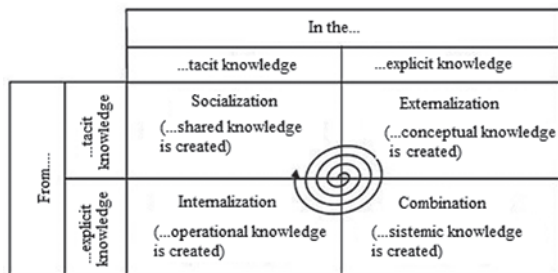 In the...
...tacit knowledge
...explicit knowledge
From....
...tacit
knowledge
Socialization
(...shared knowledge
is created)
Externalization
(...conceptual knowledge
is created)
...explicit
knowledge
Internalization
(...operational knowledge
is created)
Combination
(...sistemic knowledge
is created)